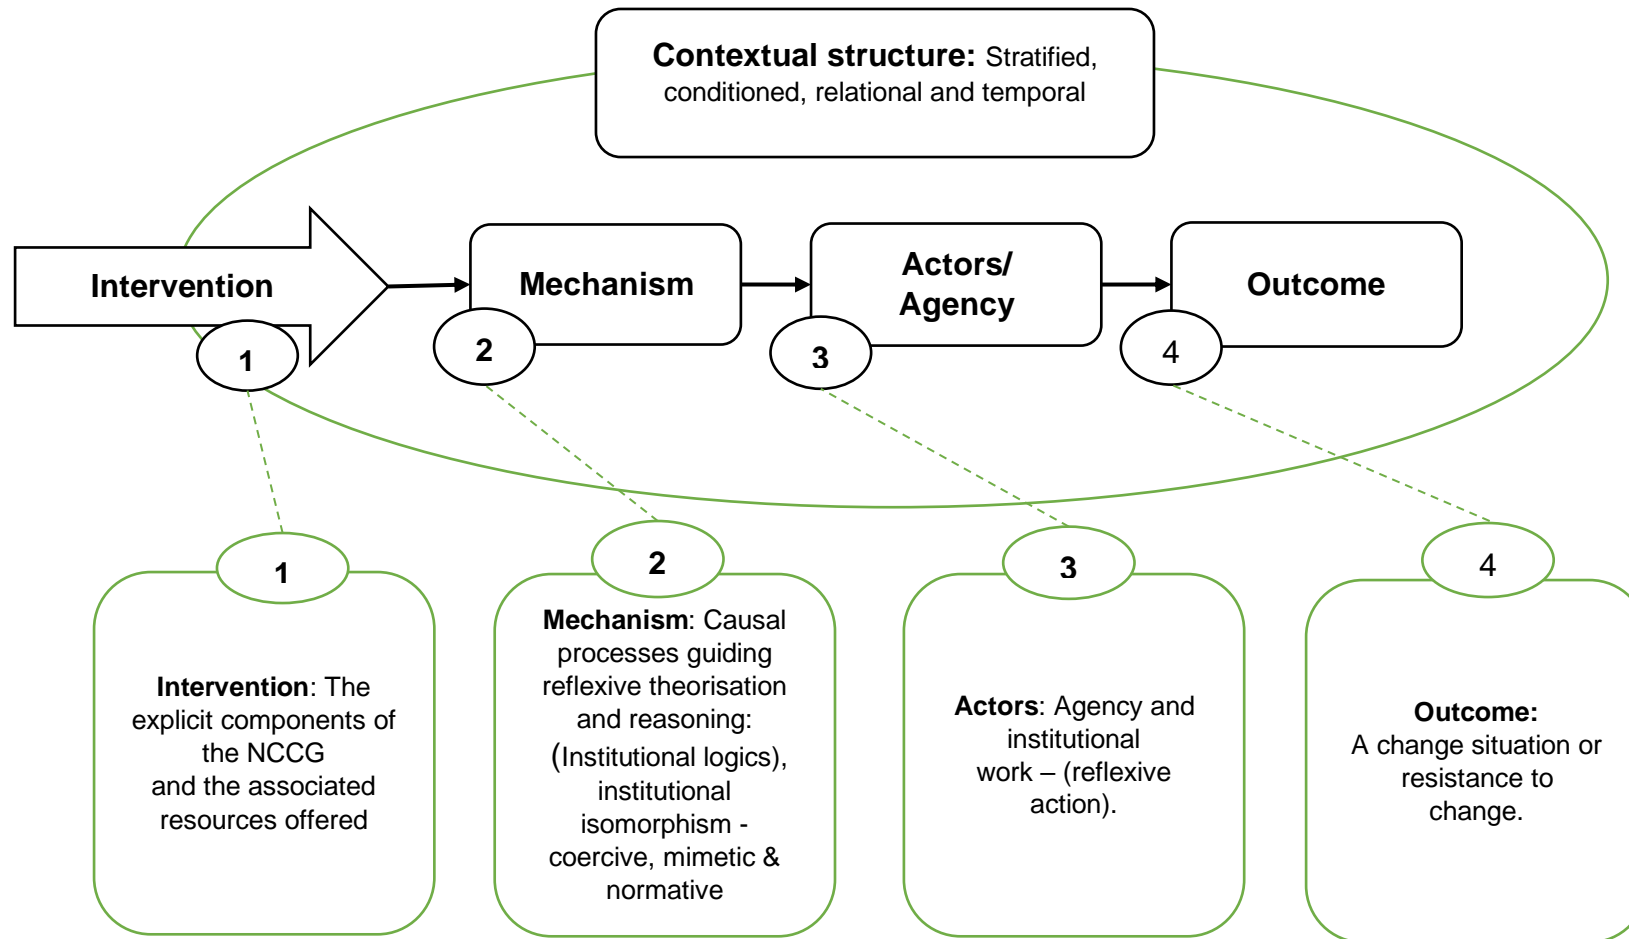 Contextual structure: Stratified,
conditioned, relational and temporal
Intervention
Mechanism
Actors/
Agency
Outcome
1
2
3
4
1
2
3
4
Intervention: The
explicit components of
the NCCG
and the associated
resources offered
Mechanism: Causal
processes guiding
reflexive theorisation
and reasoning:
(Institutional logics),
institutional
isomorphism -
coercive, mimetic &
normative
Actors: Agency and
institutional
work – (reflexive
action).
Outcome:
A change situation or
resistance to
change.